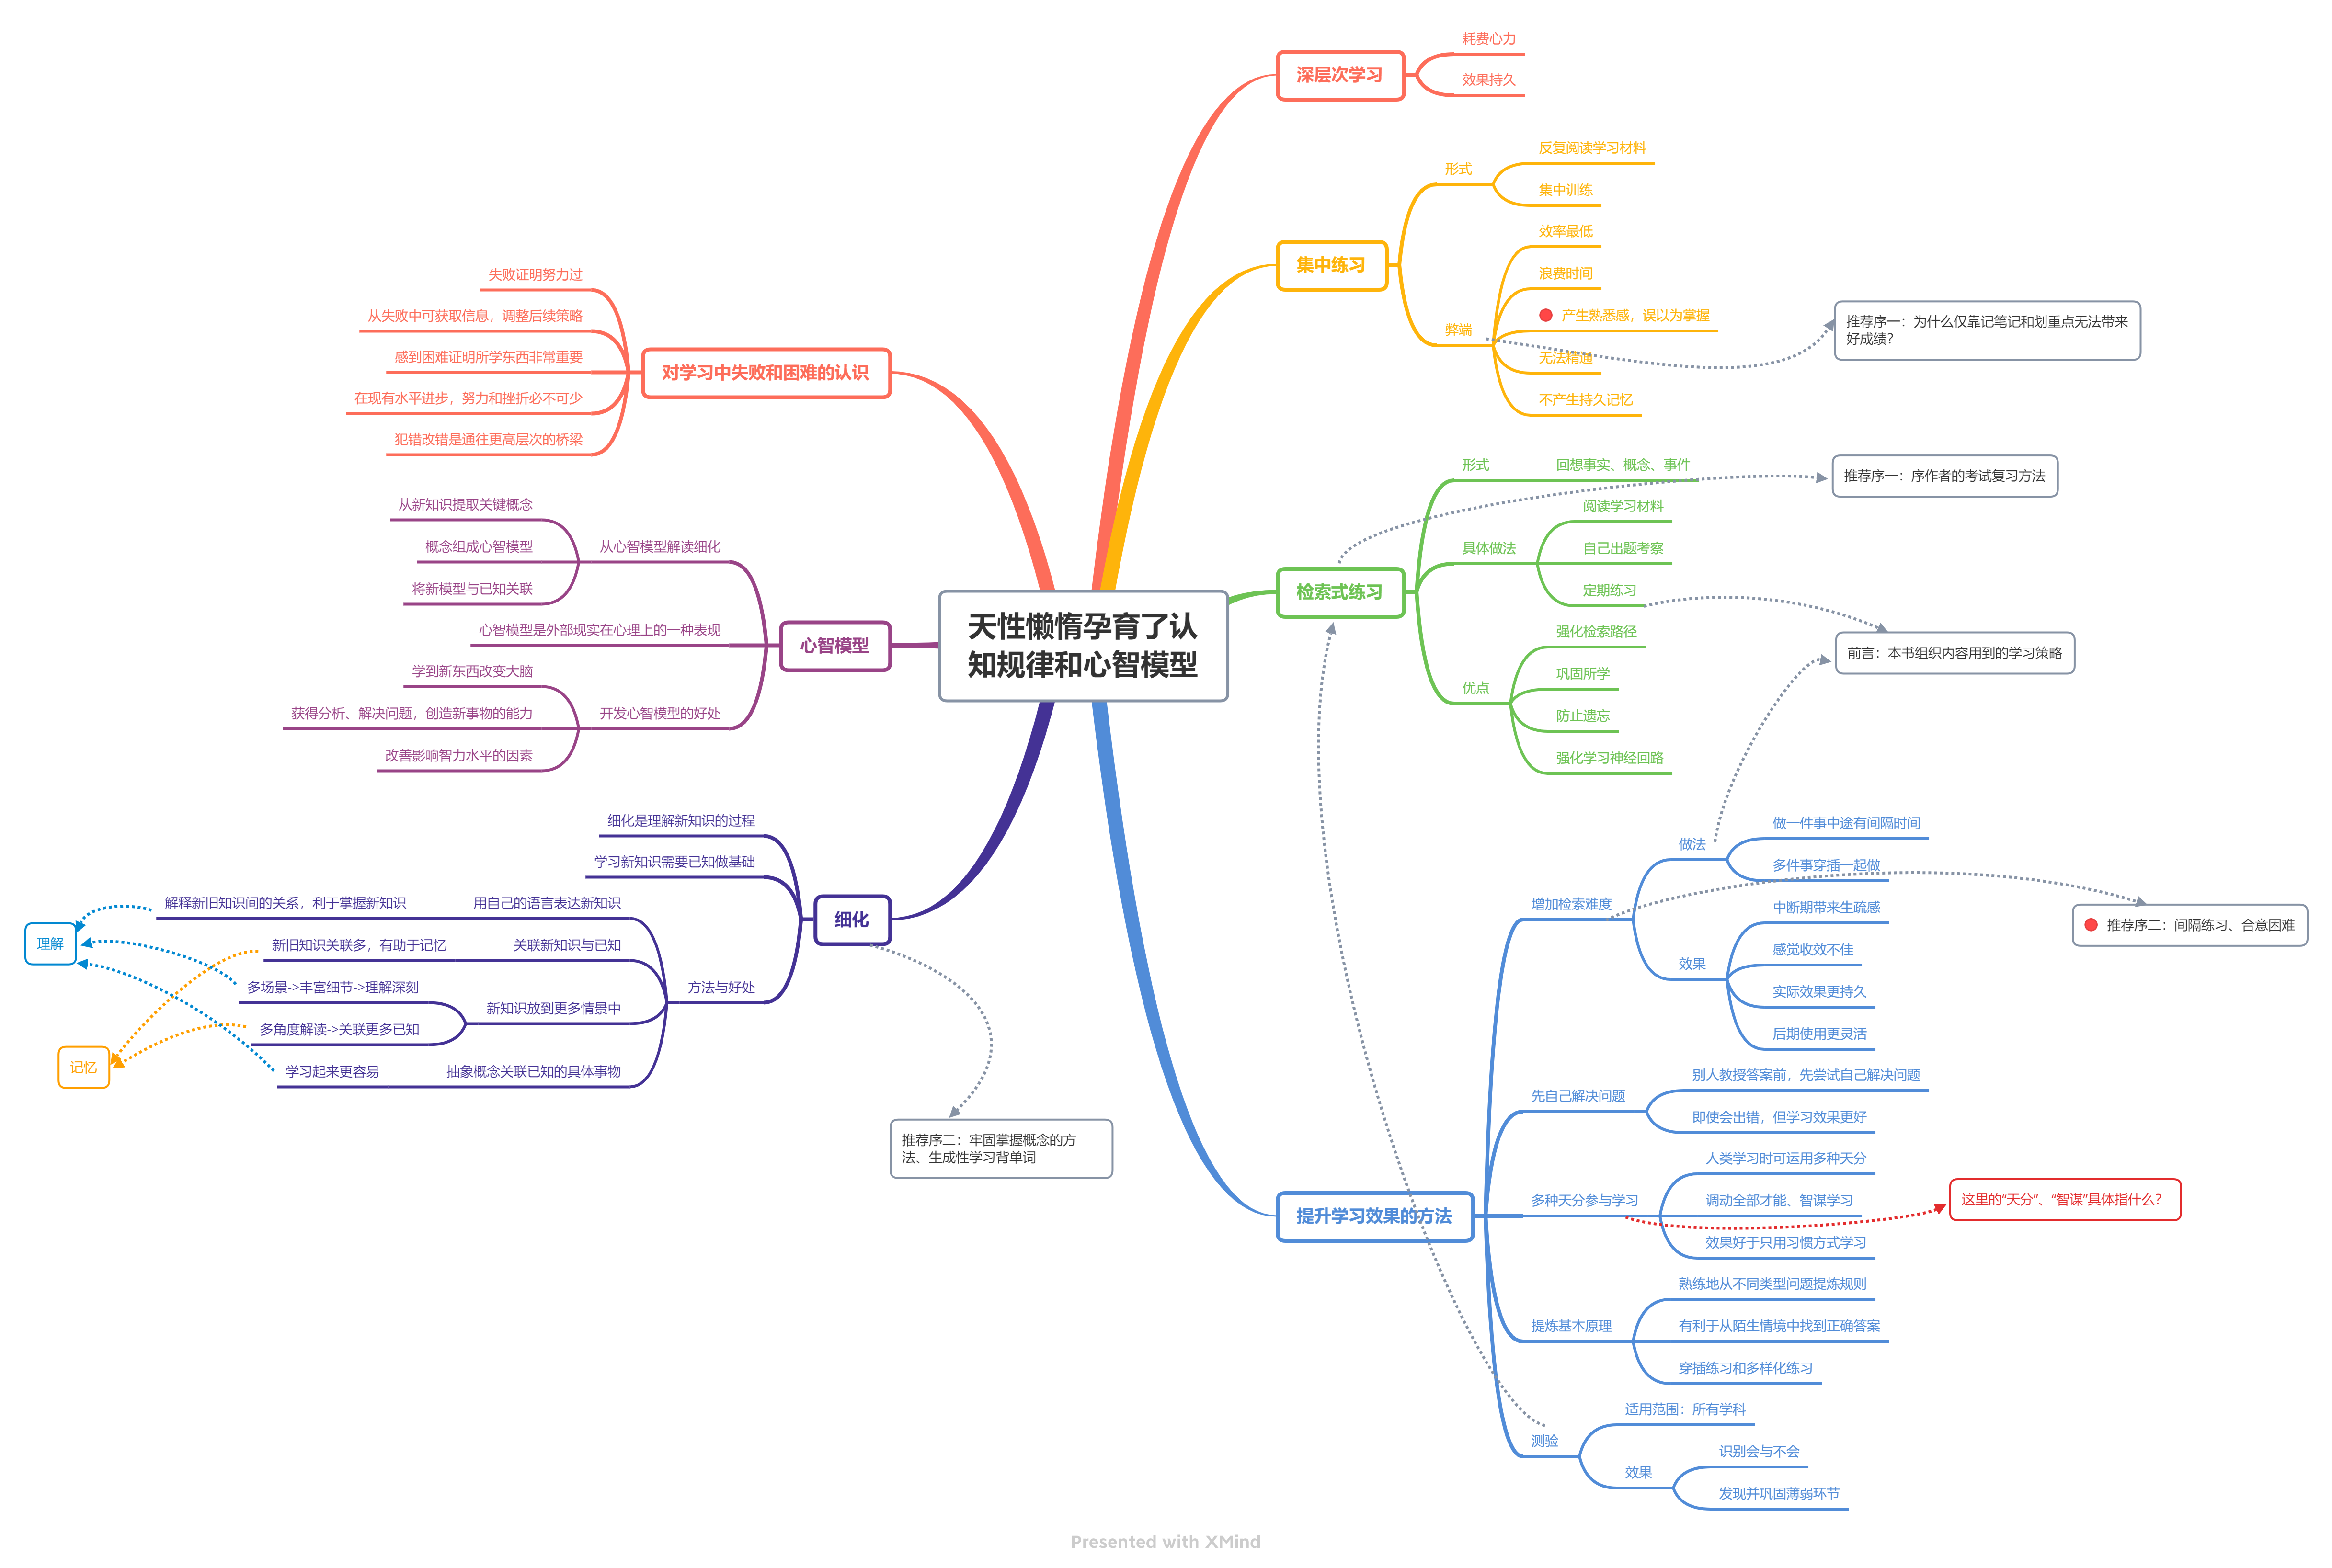 天性懒惰孕育了认
知规律和心智模型
深层次学习
耗费心力
效果持久
集中练习
形式
反复阅读学习材料
集中训练
弊端
效率最低
浪费时间
产生熟悉感，误以为掌握
无法精通
不产生持久记忆
推荐序一：为什么仅靠记笔记和划重点无法带来
好成绩？
检索式练习
形式
回想事实、概念、事件
具体做法
阅读学习材料
自己出题考察
定期练习
优点
强化检索路径
巩固所学
防止遗忘
强化学习神经回路
推荐序一：序作者的考试复习方法
前言：本书组织内容用到的学习策略
提升学习效果的方法
增加检索难度
做法
做一件事中途有间隔时间
多件事穿插一起做
效果
中断期带来生疏感
感觉收效不佳
实际效果更持久
后期使用更灵活
推荐序二：间隔练习、合意困难
先自己解决问题
别人教授答案前，先尝试自己解决问题
即使会出错，但学习效果更好
多种天分参与学习
人类学习时可运用多种天分
调动全部才能、智谋学习
效果好于只用习惯方式学习
这里的“天分”、“智谋”具体指什么？
提炼基本原理
熟练地从不同类型问题提炼规则
有利于从陌生情境中找到正确答案
穿插练习和多样化练习
测验
适用范围：所有学科
效果
识别会与不会
发现并巩固薄弱环节
对学习中失败和困难的认识
失败证明努力过
从失败中可获取信息，调整后续策略
感到困难证明所学东西非常重要
在现有水平进步，努力和挫折必不可少
犯错改错是通往更高层次的桥梁
心智模型
从心智模型解读细化
从新知识提取关键概念
概念组成心智模型
将新模型与已知关联
心智模型是外部现实在心理上的一种表现
开发心智模型的好处
学到新东西改变大脑
获得分析、解决问题，创造新事物的能力
改善影响智力水平的因素
细化
细化是理解新知识的过程
学习新知识需要已知做基础
方法与好处
用自己的语言表达新知识
解释新旧知识间的关系，利于掌握新知识
关联新知识与已知
新旧知识关联多，有助于记忆
新知识放到更多情景中
多场景->丰富细节->理解深刻
多角度解读->关联更多已知
抽象概念关联已知的具体事物
学习起来更容易
理解
记忆
推荐序二：牢固掌握概念的方
法、生成性学习背单词
Presented with XMind